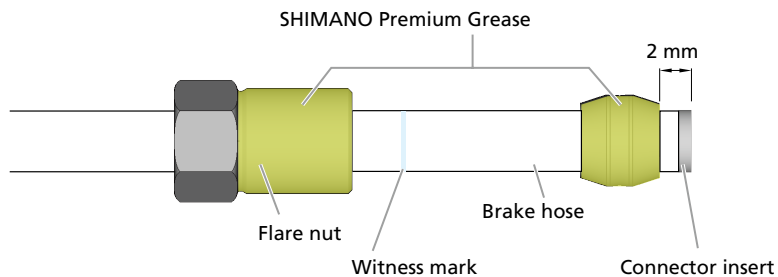 SHIMANO Premium Grease
2 mm
Brake hose
Flare nut
Witness mark
Connector insert